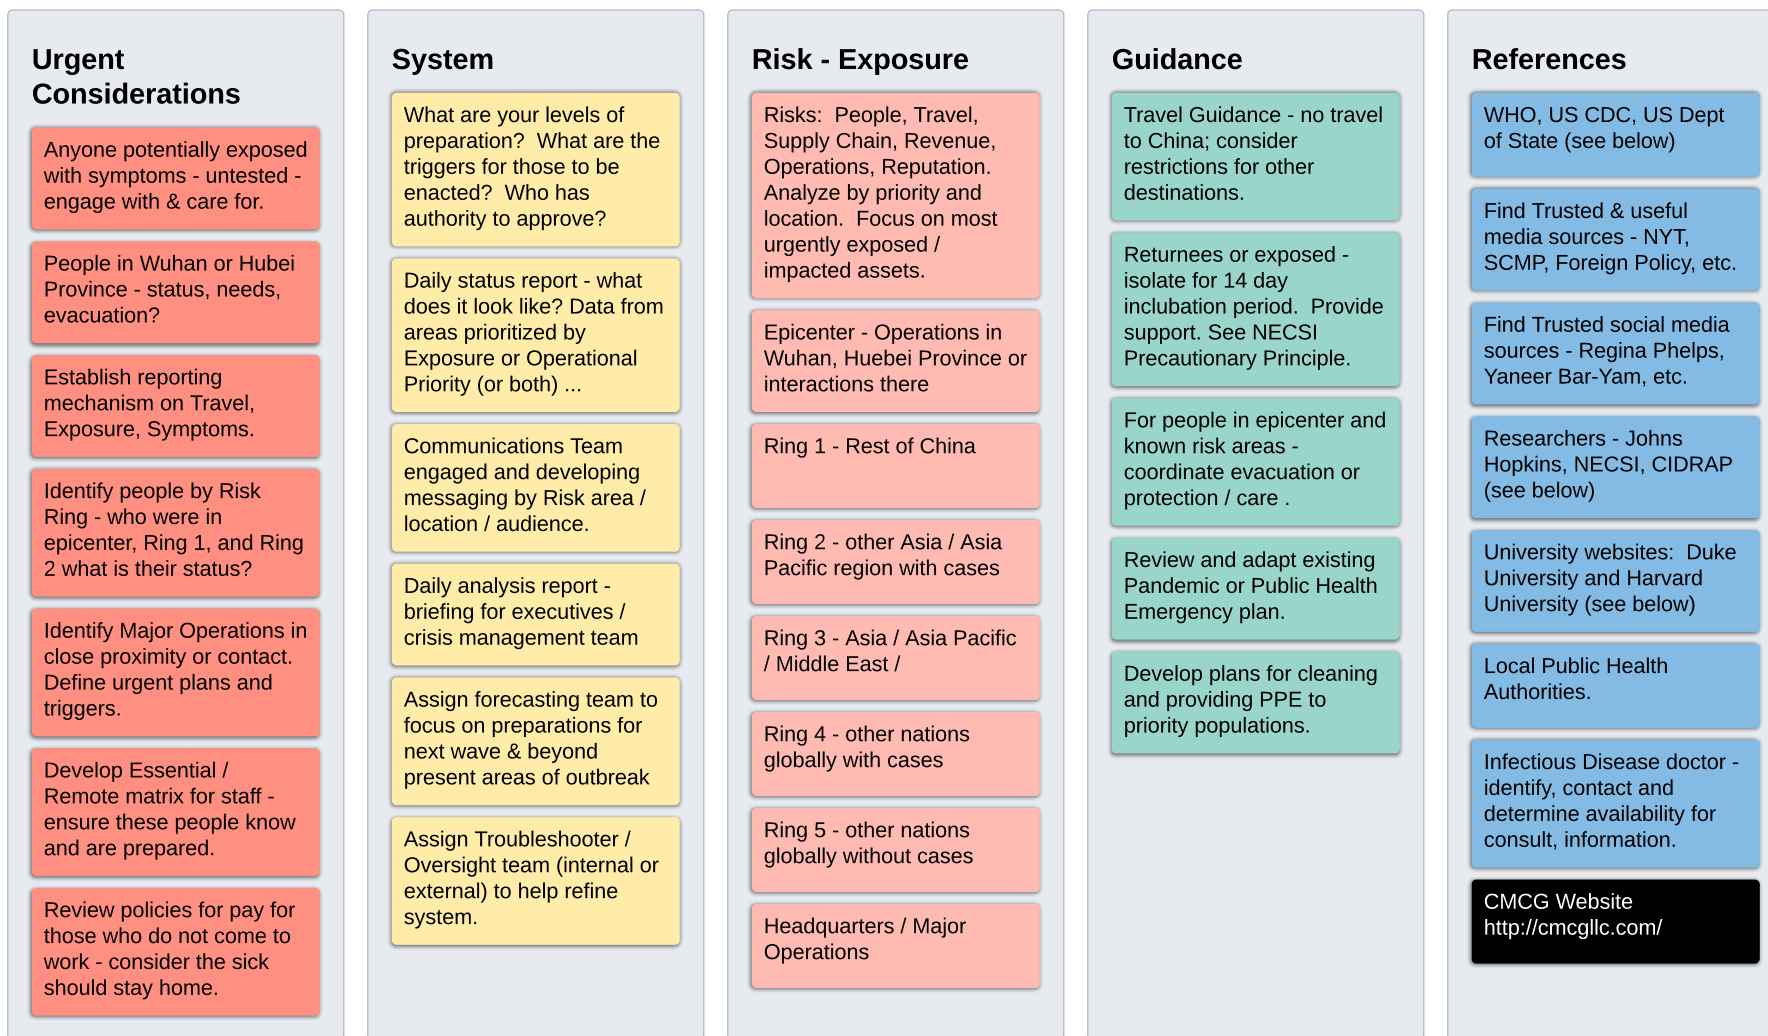 Urgent
Considerations
Anyone potentially exposed
with symptoms - untested -
engage with & care for.
People in Wuhan or Hubei
Province - status, needs,
evacuation?
Establish reporting
mechanism on Travel,
Exposure, Symptoms.
Identify people by Risk
Ring - who were in
epicenter, Ring 1, and Ring
2 what is their status?
Identify Major Operations in
close proximity or contact.
Define urgent plans and
triggers.
Develop Essential /
Remote matrix for staff -
ensure these people know
and are prepared.
Review policies for pay for
those who do not come to
work - consider the sick
should stay home.
System
What are your levels of
preparation?  What are the
triggers for those to be
enacted?  Who has
authority to approve?
Daily status report - what
does it look like? Data from
areas prioritized by
Exposure or Operational
Priority (or both) ...
Communications Team
engaged and developing
messaging by Risk area /
location / audience.
Daily analysis report -
briefing for executives /
crisis management team
Assign forecasting team to
focus on preparations for
next wave & beyond
present areas of outbreak
Assign Troubleshooter /
Oversight team (internal or
external) to help refine
system.
Risk - Exposure
Risks:  People, Travel,
Supply Chain, Revenue,
Operations, Reputation.
Analyze by priority and
location.  Focus on most
urgently exposed /
impacted assets.
Epicenter - Operations in
Wuhan, Huebei Province or
interactions there
Ring 1 - Rest of China
Ring 2 - other Asia / Asia
Pacific region with cases
Ring 3 - Asia / Asia Pacific
/ Middle East /
Ring 4 - other nations
globally with cases
Ring 5 - other nations
globally without cases
Headquarters / Major
Operations
Guidance
Travel Guidance - no travel
to China; consider
restrictions for other
destinations.
Returnees or exposed -
isolate for 14 day
inclubation period.  Provide
support. See NECSI
Precautionary Principle.
For people in epicenter and
known risk areas -
coordinate evacuation or
protection / care .
Review and adapt existing
Pandemic or Public Health
Emergency plan.
Develop plans for cleaning
and providing PPE to
priority populations.
References
WHO, US CDC, US Dept
of State (see below)
Find Trusted & useful
media sources - NYT,
SCMP, Foreign Policy, etc.
Find Trusted social media
sources - Regina Phelps,
Yaneer Bar-Yam, etc.
Researchers - Johns
Hopkins, NECSI, CIDRAP
(see below)
University websites:  Duke
University and Harvard
University (see below)
Local Public Health
Authorities.
Infectious Disease doctor -
identify, contact and
determine availability for
consult, information.
CMCG Website
http://cmcgllc.com/